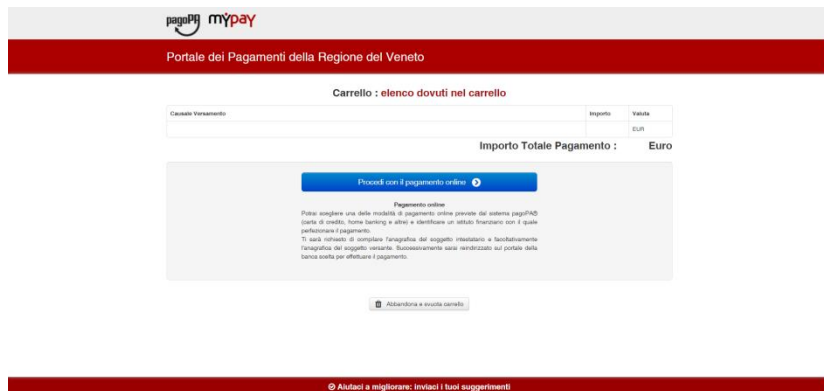 pagoPA mypay
Portale dei Pagamenti della Regione del Veneto
Carrello : elenco dovuti nel carrello
Causale Versamento Importo Valuta
EUR
Importo Totale Pagamento : Euro
Procedi con il pagamento online
Pagamento online
Potrai scegliere una delle modalità di pagamento online previste dal sistema pagoPA®
(carta di credito, home banking e altre) e identificare un istituto finanziario con il quale
perfezionare il pagamento.
Ti sarà richiesto di compilare l'anagrafica del soggetto intestatario e facoltativamente
l'anagrafica del soggetto versante. Successivamente sarai reindirizzato sul portale della
banca scelta per effettuare il pagamento.
Abbandona e svuota carrello
Aiutaci a migliorare: inviaci i tuoi suggerimenti